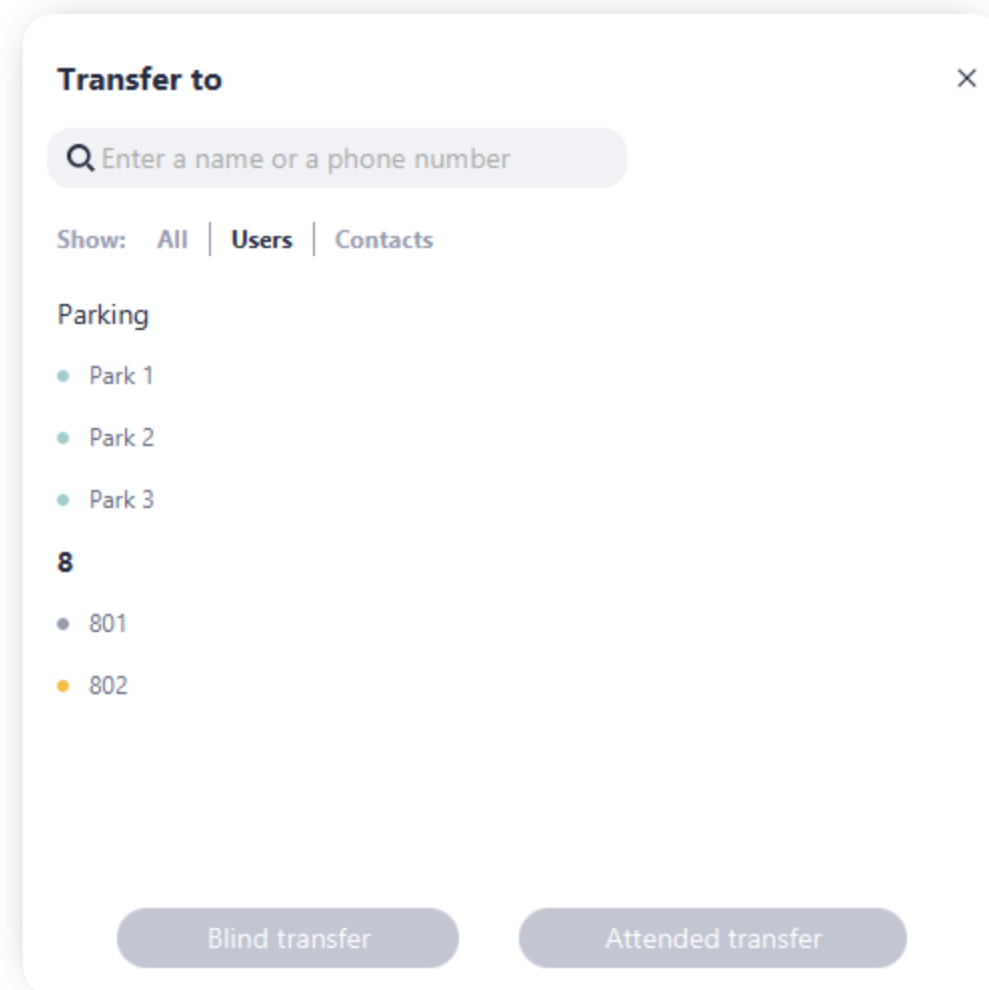 Transfer to
Enter a name or a phone number
Show: All Users Contacts
Parking
Park 1
Park 2
Park 3
8
801
802
Blind transfer Attended transfer